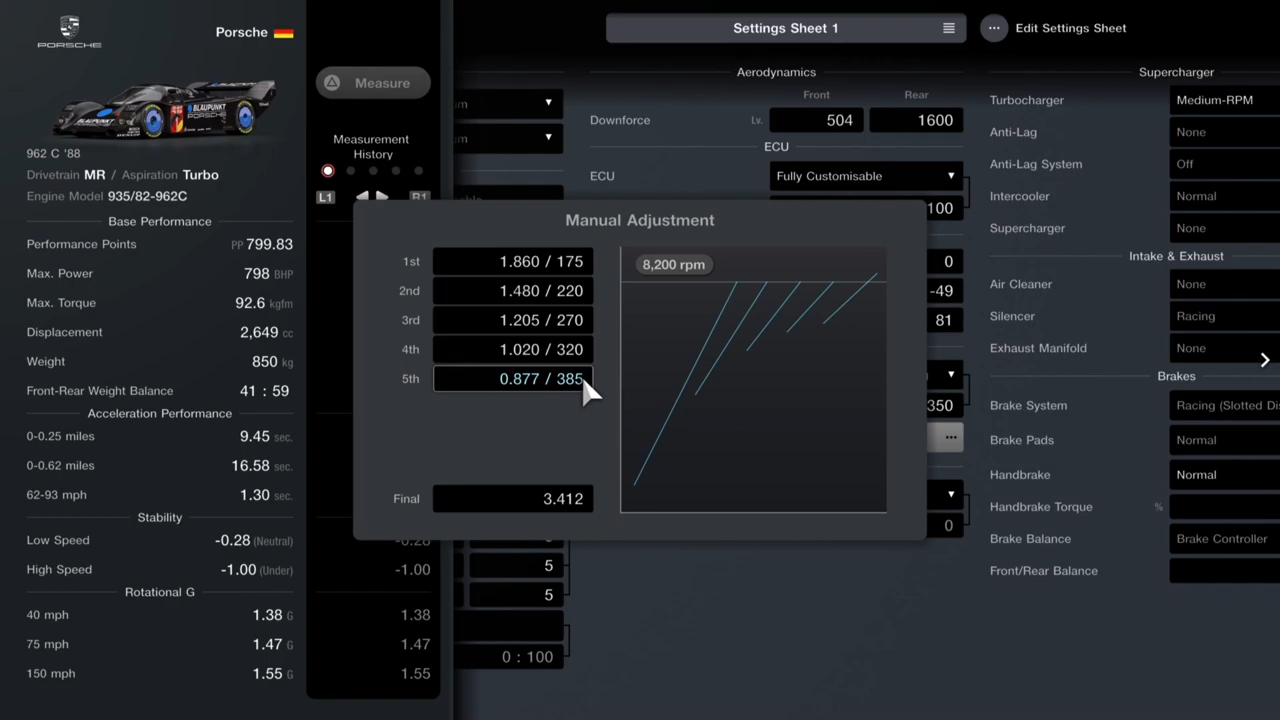 PORSCHE
Porsche
BLAUPUNKT
PORSCHE
BLAUPUNKT
962 C '88
Drivetrain MR / Aspiration Turbo
Engine Model 935/82-962C
Base Performance
Performance Points PP 799.83
Max. Power 798 BHP
Max. Torque 92.6 kgfm
Displacement 2,649 cc
Weight 850 kg
Front-Rear Weight Balance 41 : 59
Acceleration Performance
0-0.25 miles 9.45 sec.
0-0.62 miles 16.58 sec.
62-93 mph 1.30 sec.
Stability
Low Speed -0.28 (Neutral)
High Speed -1.00 (Under)
Rotational G
40 mph 1.38 G
75 mph 1.47 G
150 mph 1.55 G
Measure
Measurement
History
L1 R1
-0.28
-1.00
1.38
1.47
1.55
Settings Sheet 1
Edit Settings Sheet
Manual Adjustment
1st 1.860 / 175
2nd 1.480 / 220
3rd 1.205 / 270
4th 1.020 / 320
5th 0.877 / 385
Final 3.412
8,200 rpm
5
5
0 : 100
Aerodynamics
Front Rear
Downforce Lv. 504 1600
ECU
ECU Fully Customisable
100
0
-49
81
350
0
Supercharger
Turbocharger Medium-RPM
Anti-Lag None
Anti-Lag System Off
Intercooler Normal
Supercharger None
Intake & Exhaust
Air Cleaner None
Silencer Racing
Exhaust Manifold None
Brakes
Brake System Racing (Slotted Di
Brake Pads Normal
Handbrake Normal
Handbrake Torque %
Brake Balance Brake Controller
Front/Rear Balance